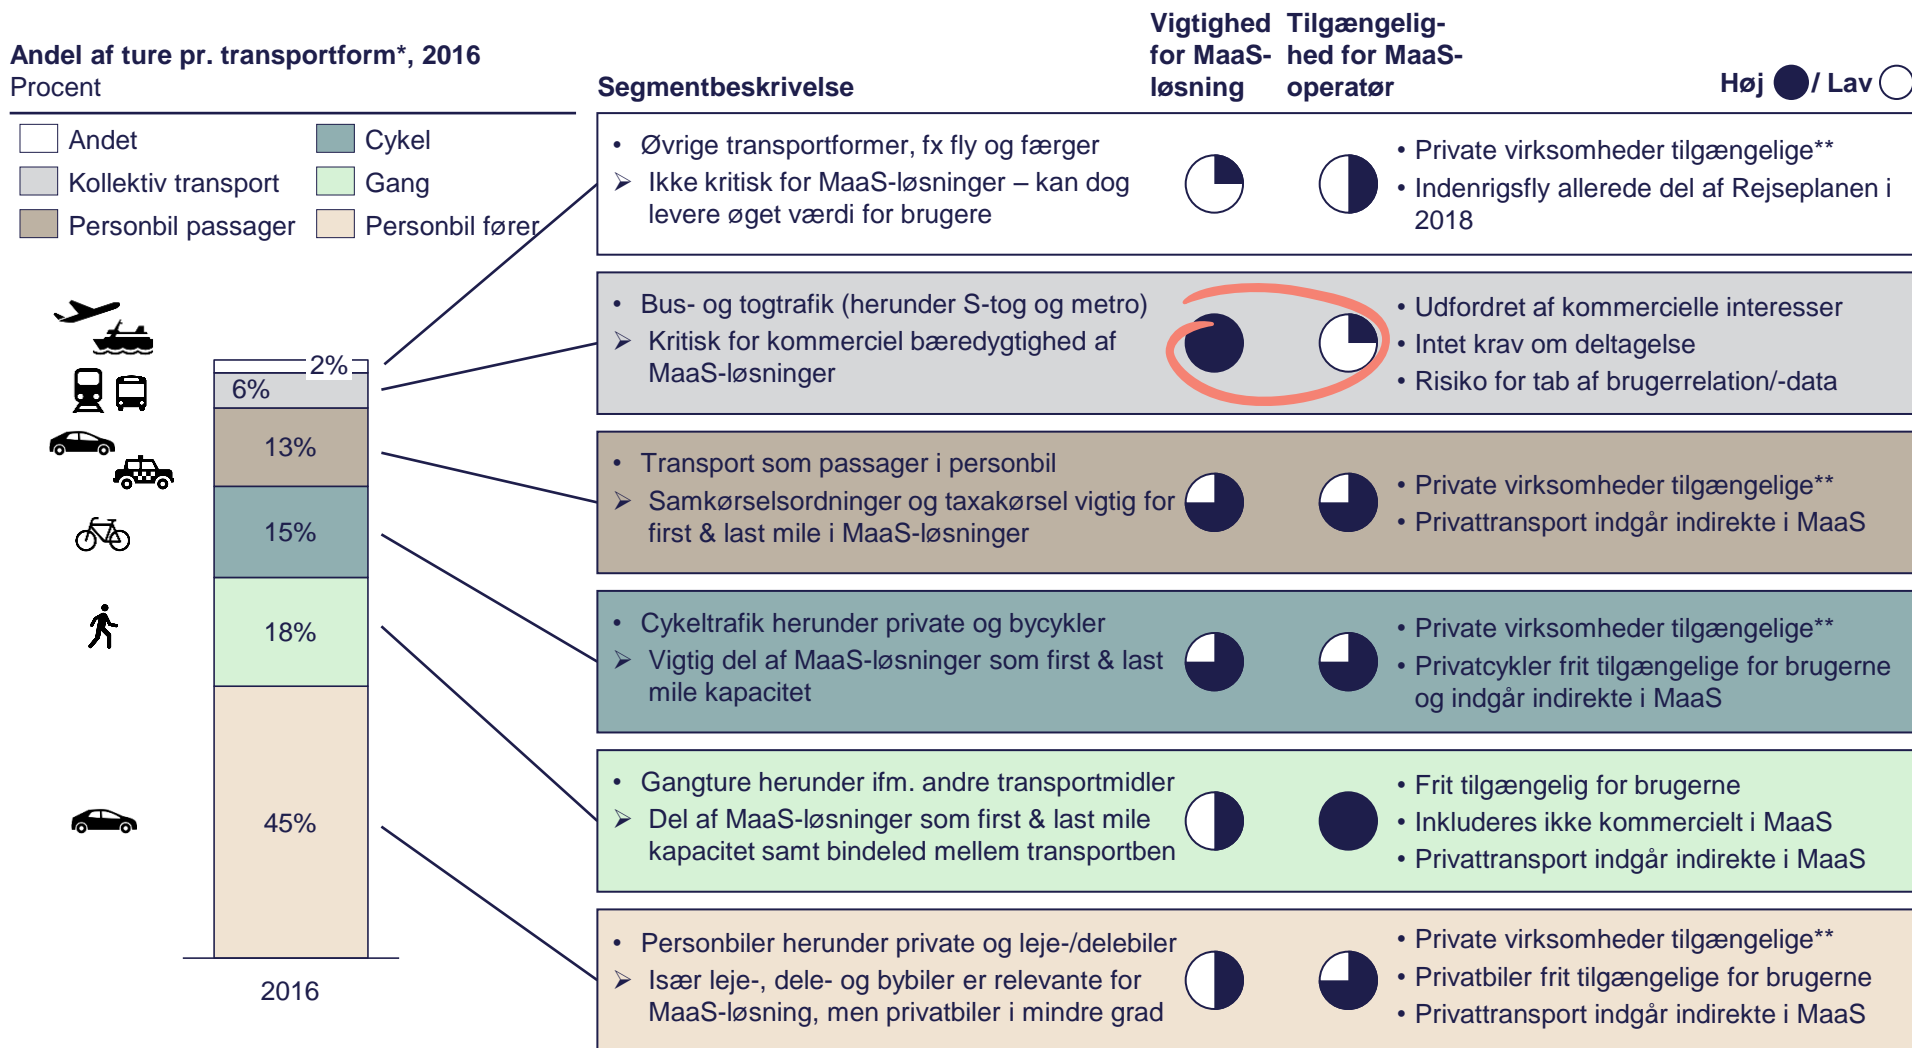 Andel af ture pr. transportform*, 2016
Procent
Andet
Cykel
Kollektiv transport
Gang
Personbil passager
Personbil fører
2%
6%
13%
15%
18%
45%
2016
Segmentbeskrivelse
Vigtighed
for MaaS-
løsning
Tilgængelig-
hed for MaaS-
operatør
Høj / Lav
• Øvrige transportformer, fx fly og færger
➢ Ikke kritisk for MaaS-løsninger – kan dog
levere øget værdi for brugere
• Private virksomheder tilgængelige**
• Indenrigsfly allerede del af Rejseplanen i
2018
• Bus- og togtrafik (herunder S-tog og metro)
➢ Kritisk for kommerciel bæredygtighed af
MaaS-løsninger
• Udfordret af kommercielle interesser
• Intet krav om deltagelse
• Risiko for tab af brugerrelation/-data
• Transport som passager i personbil
➢ Samkørselsordninger og taxakørsel vigtig for
first & last mile i MaaS-løsninger
• Private virksomheder tilgængelige**
• Privattransport indgår indirekte i MaaS
• Cykeltrafik herunder private og bycykler
➢ Vigtig del af MaaS-løsninger som first & last
mile kapacitet
• Private virksomheder tilgængelige**
• Privatcykler frit tilgængelige for brugerne
og indgår indirekte i MaaS
• Gangture herunder ifm. andre transportmidler
➢ Del af MaaS-løsninger som first & last mile
kapacitet samt bindeled mellem transportben
• Frit tilgængelig for brugerne
• Inkluderes ikke kommercielt i MaaS
• Privattransport indgår indirekte i MaaS
• Personbiler herunder private og leje-/delebiler
➢ Især leje-, dele- og bybiler er relevante for
MaaS-løsning, men privatbiler i mindre grad
• Private virksomheder tilgængelige**
• Privatbiler frit tilgængelige for brugerne
• Privattransport indgår indirekte i MaaS